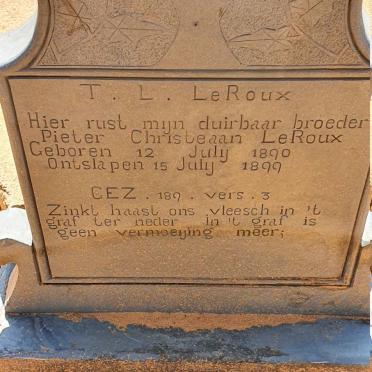 T. L. LeRoux
Hier rust mijn duirbaar broeder
Pieter Christeaan LeRoux
Geboren 12 July 1890
Ontslapen 15 July 1899
GEZ. 189. vers. 3
Zinkt haast ons vleesch in 't
graf ter neder. In 't graf is
geen vermoeijing meer;